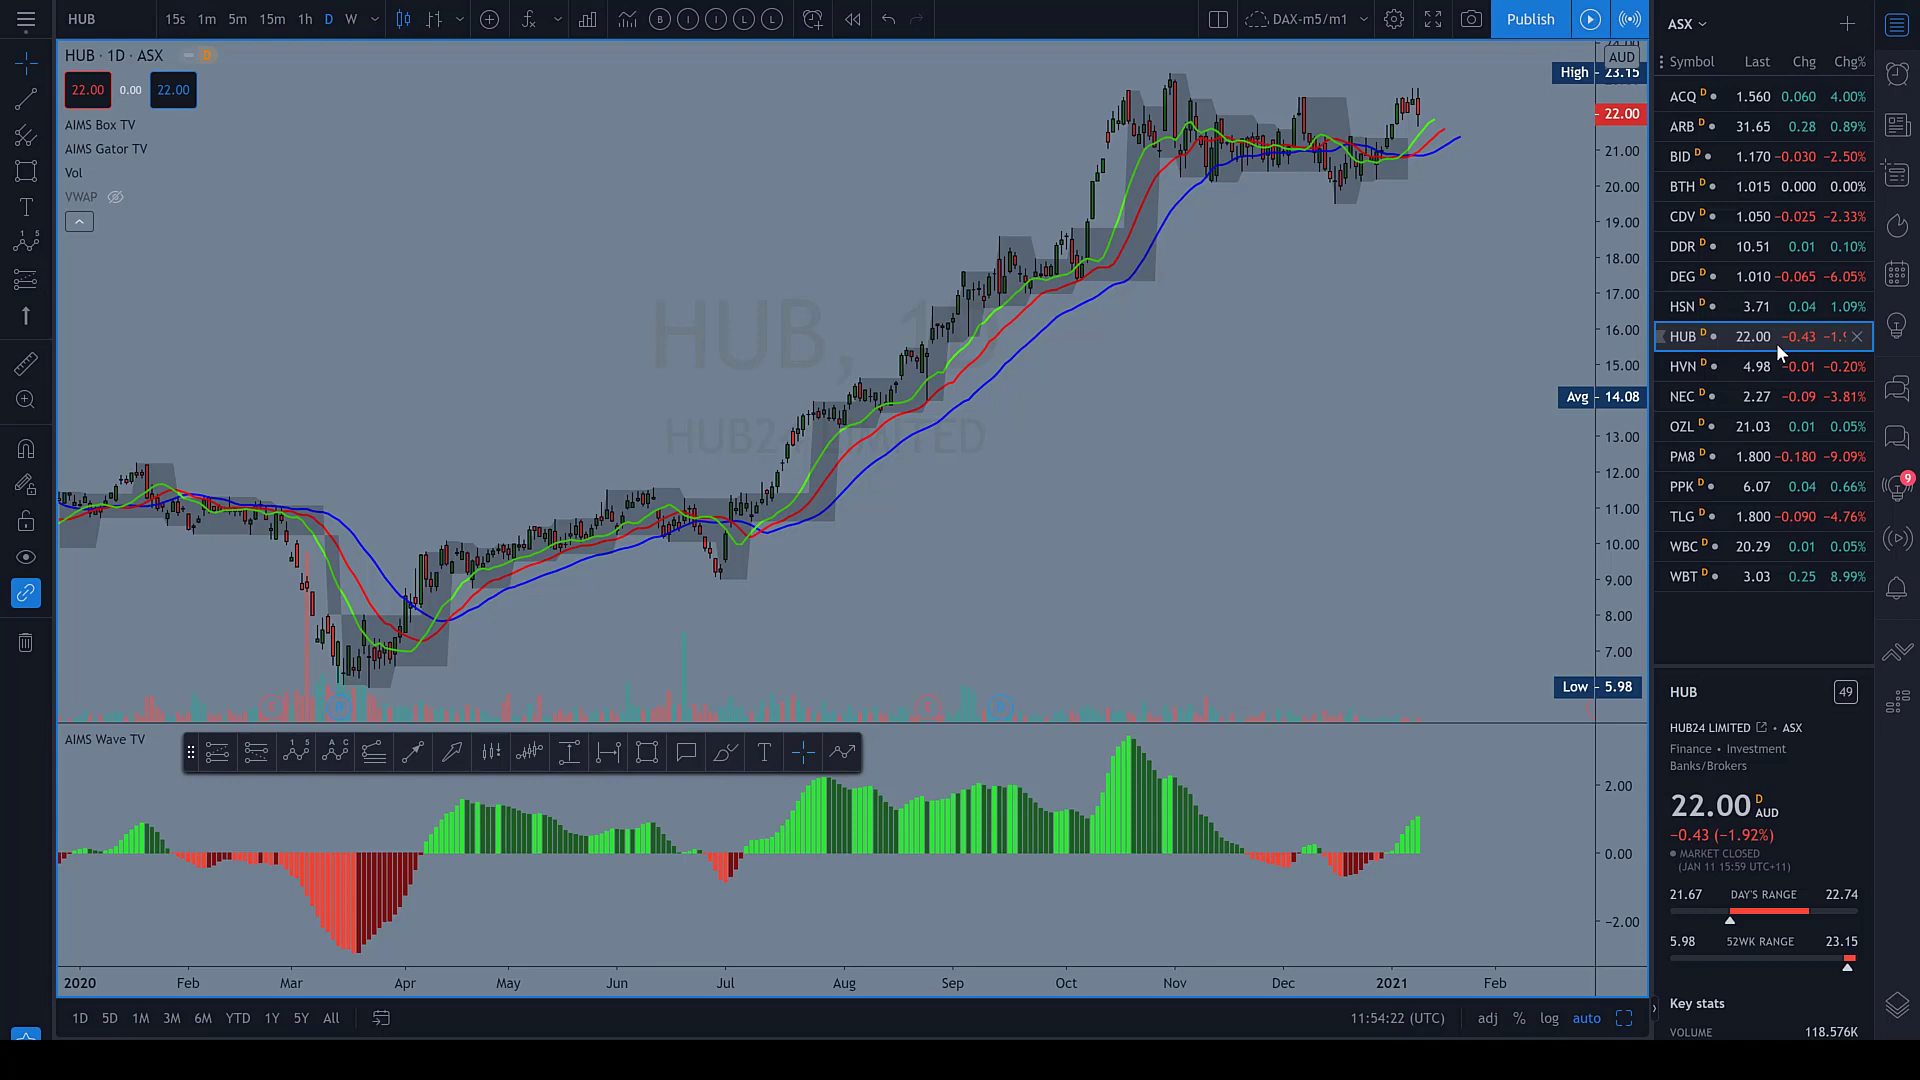 HUB 15s 1m 5m 15m 1h D W B I I L L DAX-m5/m1 Publish
HUB · 1D · ASX D
22.00 0.00 22.00
AIMS Box TV
AIMS Gator TV
Vol
VWAP
HUB, 1D
HUB24 LIMITED
AUD
High 23.15
22.00
21.00
20.00
19.00
18.00
17.00
16.00
15.00
Avg 14.08
13.00
12.00
11.00
10.00
9.00
8.00
7.00
Low 5.98
E D E D
AIMS Wave TV
2.00
0.00
−2.00
2020 Feb Mar Apr May Jun Jul Aug Sep Oct Nov Dec 2021 Feb
1D 5D 1M 3M 6M YTD 1Y 5Y All 11:54:22 (UTC) adj % log auto
ASX
Symbol Last Chg Chg%
ACQ D 1.560 0.060 4.00%
ARB D 31.65 0.28 0.89%
BID D 1.170 −0.030 −2.50%
BTH D 1.015 0.000 0.00%
CDV D 1.050 −0.025 −2.33%
DDR D 10.51 0.01 0.10%
DEG D 1.010 −0.065 −6.05%
HSN D 3.71 0.04 1.09%
HUB D 22.00 −0.43 −1.9
HVN D 4.98 −0.01 −0.20%
NEC D 2.27 −0.09 −3.81%
OZL D 21.03 0.01 0.05%
PM8 D 1.800 −0.180 −9.09%
PPK D 6.07 0.04 0.66%
TLG D 1.800 −0.090 −4.76%
WBC D 20.29 0.01 0.05%
WBT D 3.03 0.25 8.99%
9
HUB 49
HUB24 LIMITED • ASX
Finance • Investment
Banks/Brokers
22.00 D AUD
−0.43 (−1.92%)
MARKET CLOSED
(JAN 11 15:59 UTC+11)
21.67 DAY'S RANGE 22.74
5.98 52WK RANGE 23.15
Key stats
VOLUME 118.576K